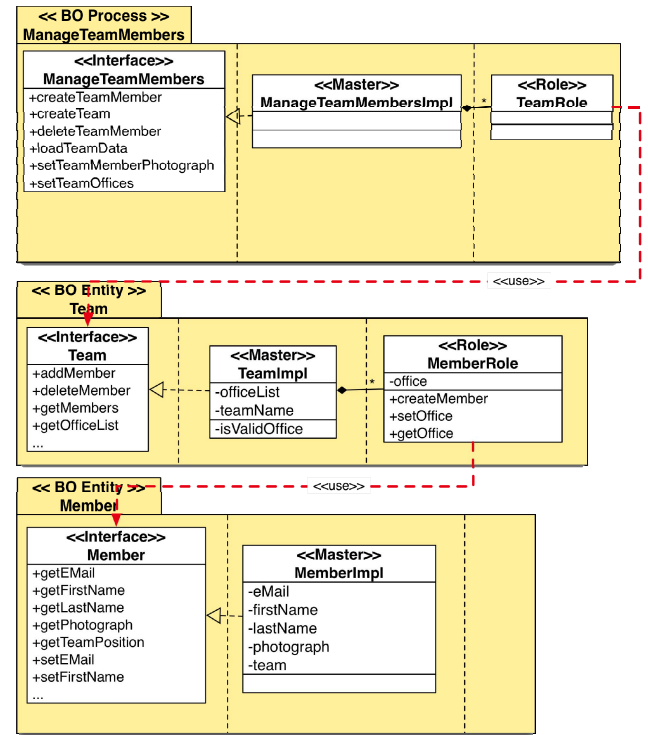 << BO Process >>
ManageTeamMembers
<<Interface>>
ManageTeamMembers
+createTeamMember
+createTeam
+deleteTeamMember
+loadTeamData
+setTeamMemberPhotograph
+setTeamOffices
<<Master>>
ManageTeamMembersImpl
*
<<Role>>
TeamRole
<<use>>
<< BO Entity >>
Team
<<Interface>>
Team
+addMember
+deleteMember
+getMembers
+getOfficeList
...
<<Master>>
TeamImpl
-officeList
-teamName
-isValidOffice
*
<<Role>>
MemberRole
-office
+createMember
+setOffice
+getOffice
<<use>>
<< BO Entity >>
Member
<<Interface>>
Member
+getEMail
+getFirstName
+getLastName
+getPhotograph
+getTeamPosition
+setEMail
+setFirstName
...
<<Master>>
MemberImpl
-eMail
-firstName
-lastName
-photograph
-team